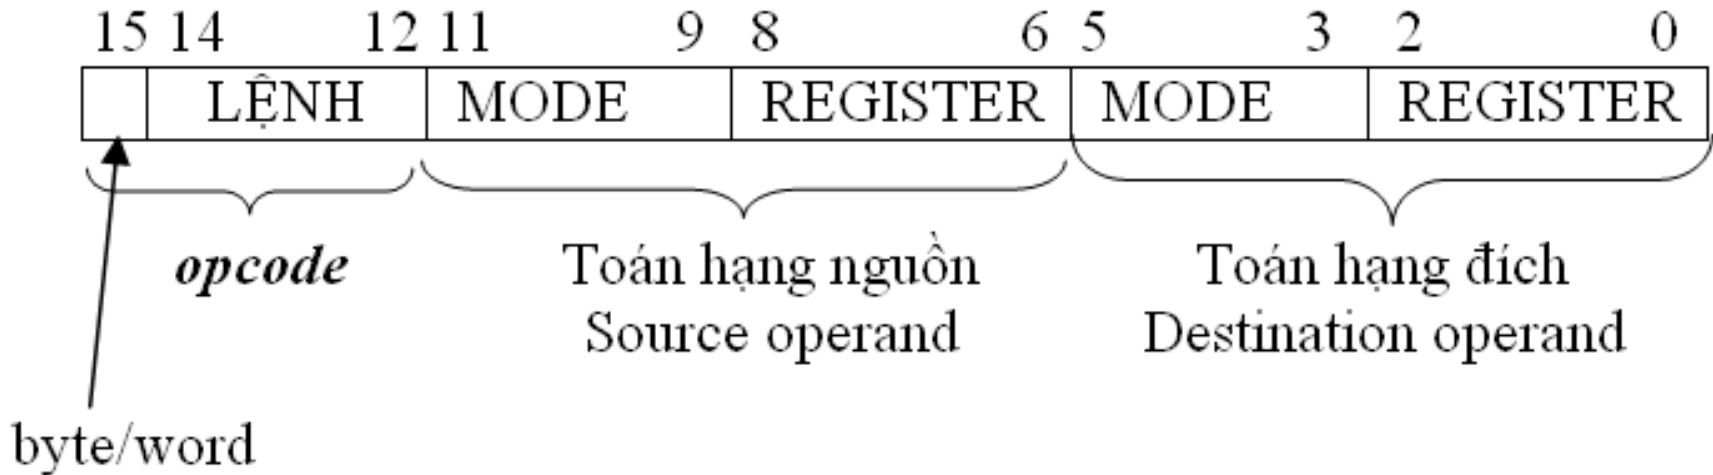 15 14 12 11 9 8 6 5 3 2 0
LỆNH MODE REGISTER MODE REGISTER
opcode Toán hạng nguồn Toán hạng đích
Source operand Destination operand
byte/word